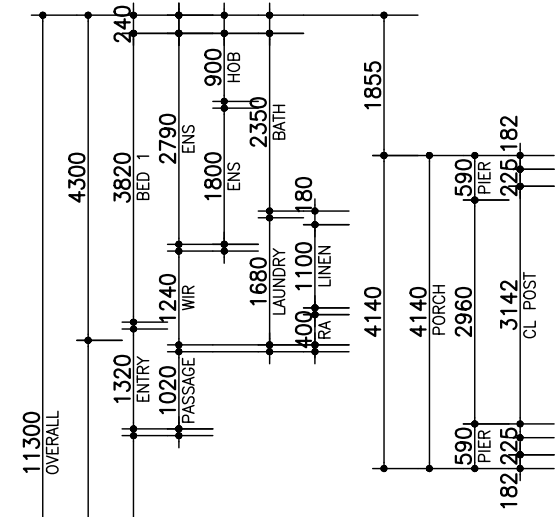 11300
OVERALL
4300
240
3820
BED 1
1320
ENTRY
2790
ENS
1240
WIR
1020
PASSAGE
900
HOB
1800
ENS
2350
BATH
1680
LAUNDRY
180
1100
LINEN
400
RA
1855
4140
4140
PORCH
590
PIER
2960
590
PIER
182
225
3142
CL POST
225
182